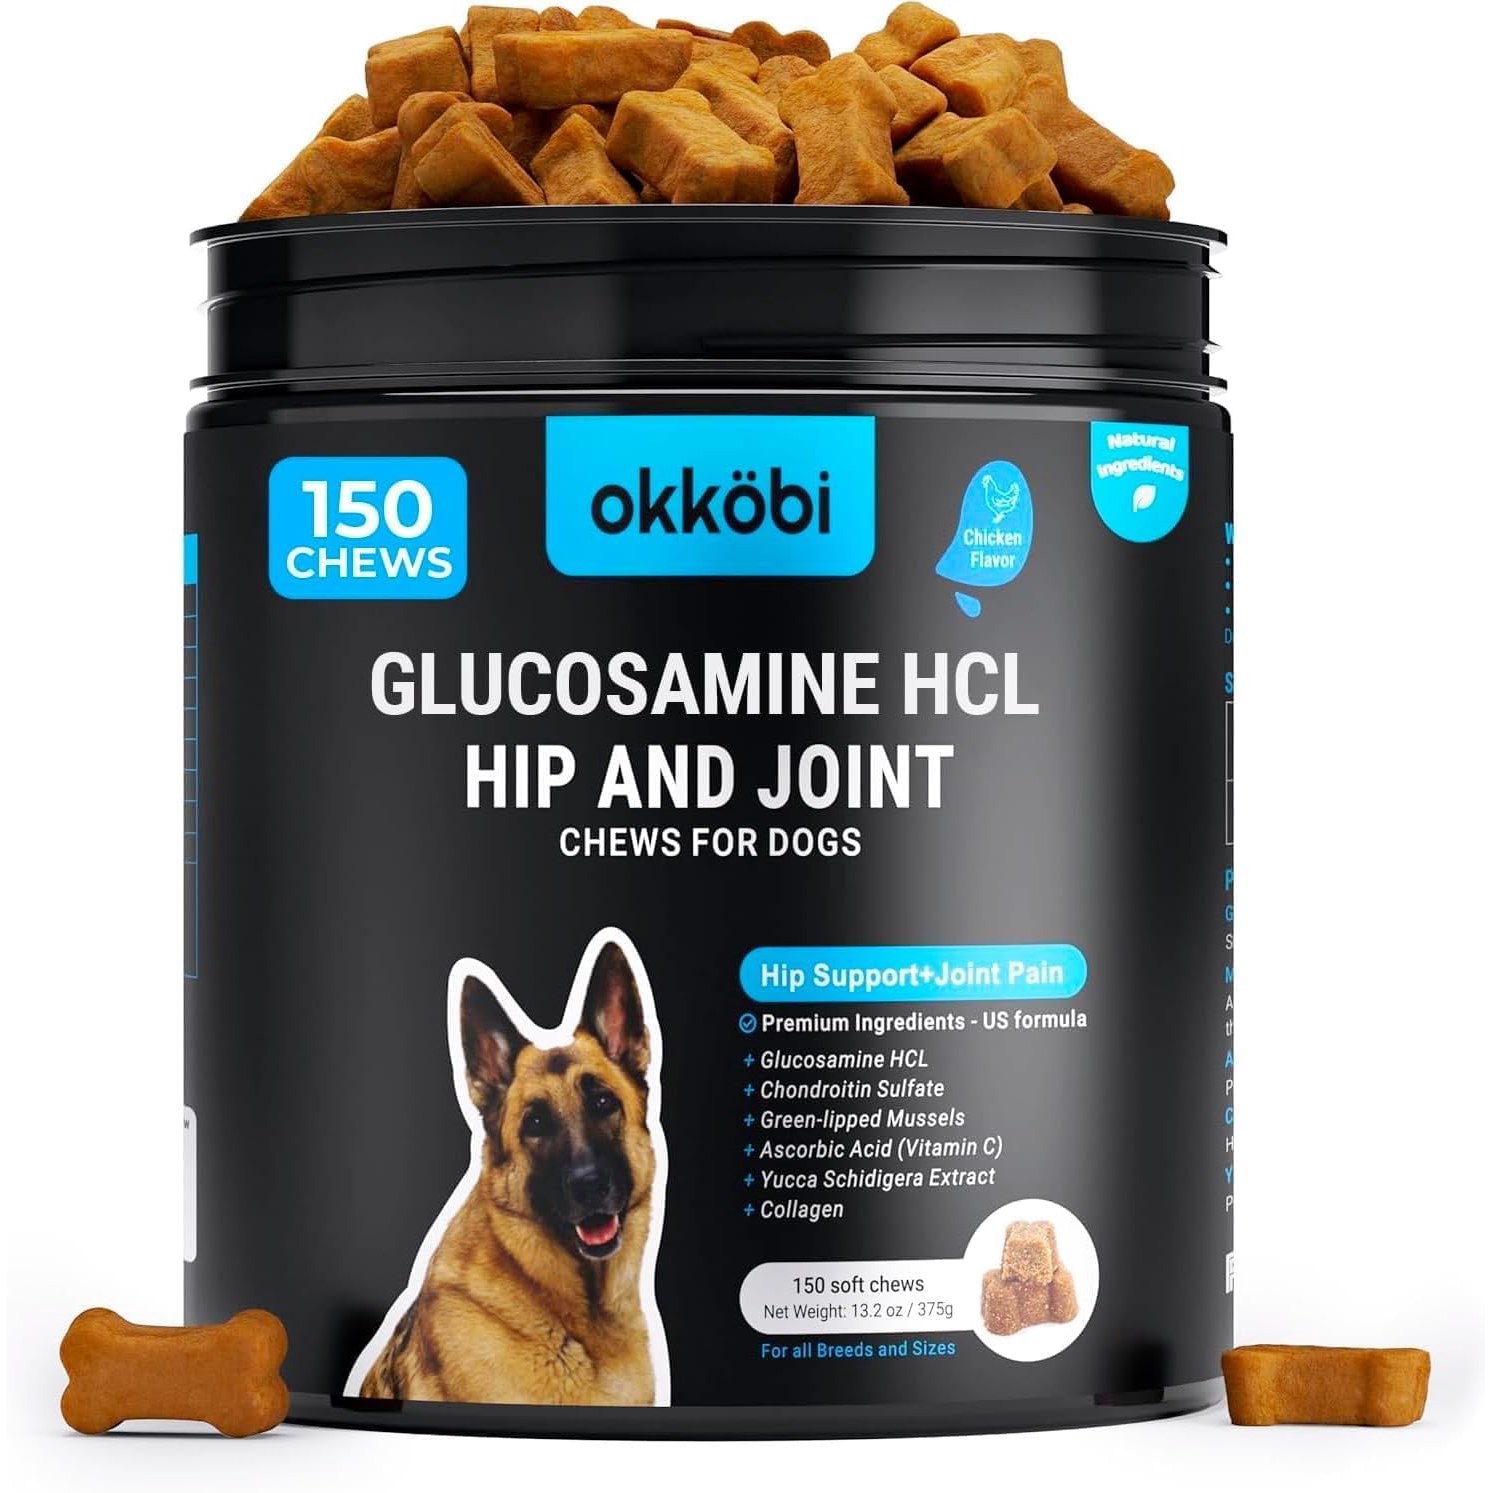 150
CHEWS
okköbi
Chicken
Flavor
Natural
Ingredients
GLUCOSAMINE HCL
HIP AND JOINT
CHEWS FOR DOGS
Hip Support+Joint Pain
Premium Ingredients - US formula
+ Glucosamine HCL
+ Chondroitin Sulfate
+ Green-lipped Mussels
+ Ascorbic Acid (Vitamin C)
+ Yucca Schidigera Extract
+ Collagen
150 soft chews
Net Weight: 13.2 oz / 375g
For all Breeds and Sizes